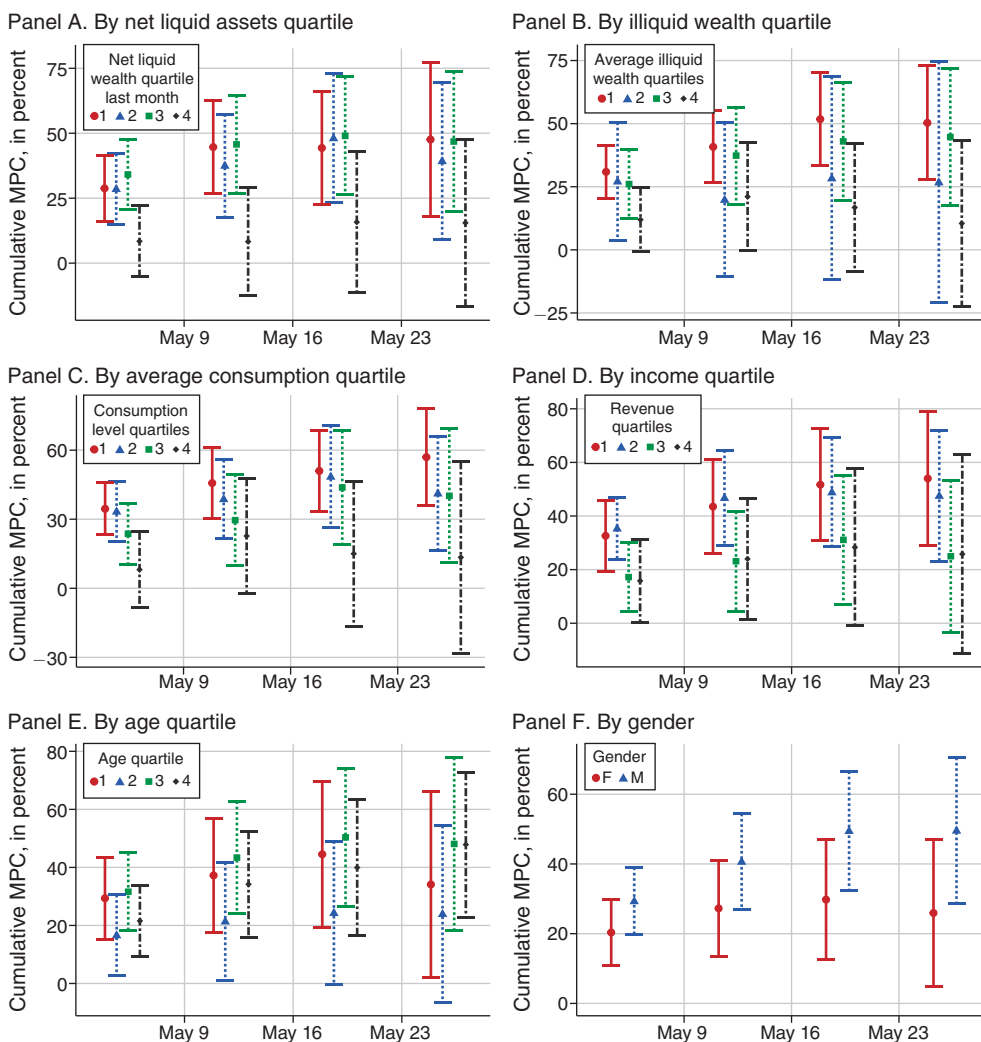 Panel A. By net liquid assets quartile
Cumulative MPC, in percent
75
50
25
0
Net liquid
wealth quartile
last month
1 2 3 4
May 9 May 16 May 23
Panel B. By illiquid wealth quartile
Cumulative MPC, in percent
75
50
25
0
−25
Average illiquid
wealth quartiles
1 2 3 4
May 9 May 16 May 23
Panel C. By average consumption quartile
Cumulative MPC, in percent
60
30
0
−30
Consumption
level quartiles
1 2 3 4
May 9 May 16 May 23
Panel D. By income quartile
Cumulative MPC, in percent
80
60
40
20
0
Revenue
quartiles
1 2 3 4
May 9 May 16 May 23
Panel E. By age quartile
Cumulative MPC, in percent
80
60
40
20
0
Age quartile
1 2 3 4
May 9 May 16 May 23
Panel F. By gender
Cumulative MPC, in percent
60
40
20
0
Gender
F M
May 9 May 16 May 23